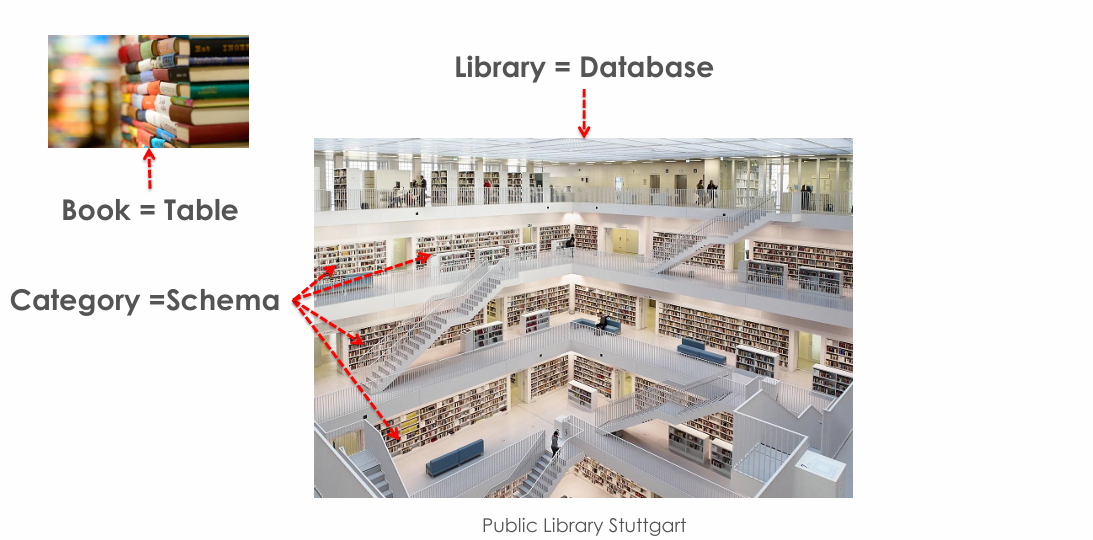 Library = Database
Book = Table
Category =Schema
Public Library Stuttgart